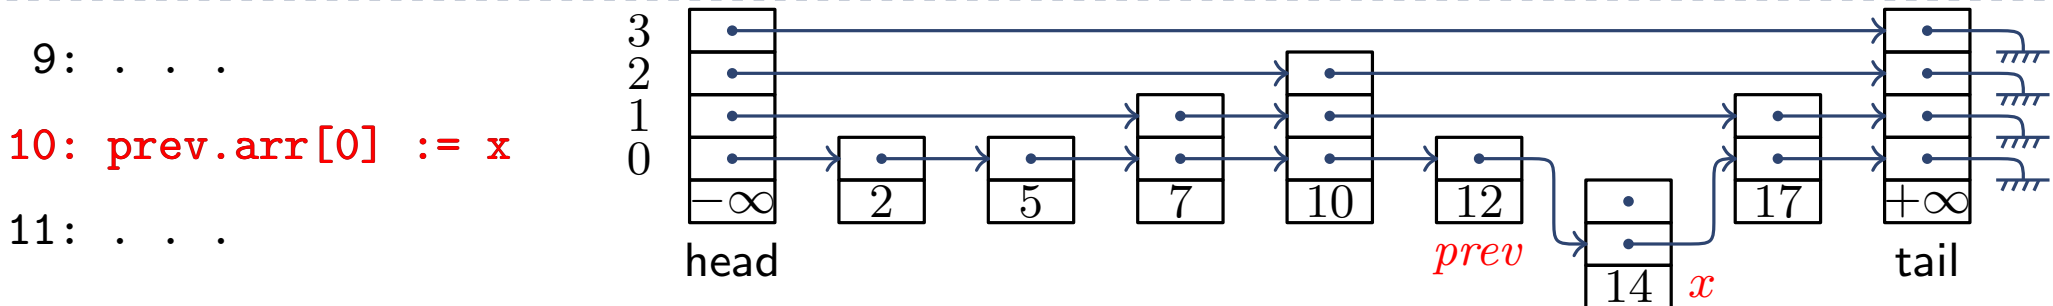 9: . . .
10: prev.arr[0] := x
11: . . .
3
2
1
0
−∞ 2 5 7 10 12 17 +∞
head prev tail
14 x